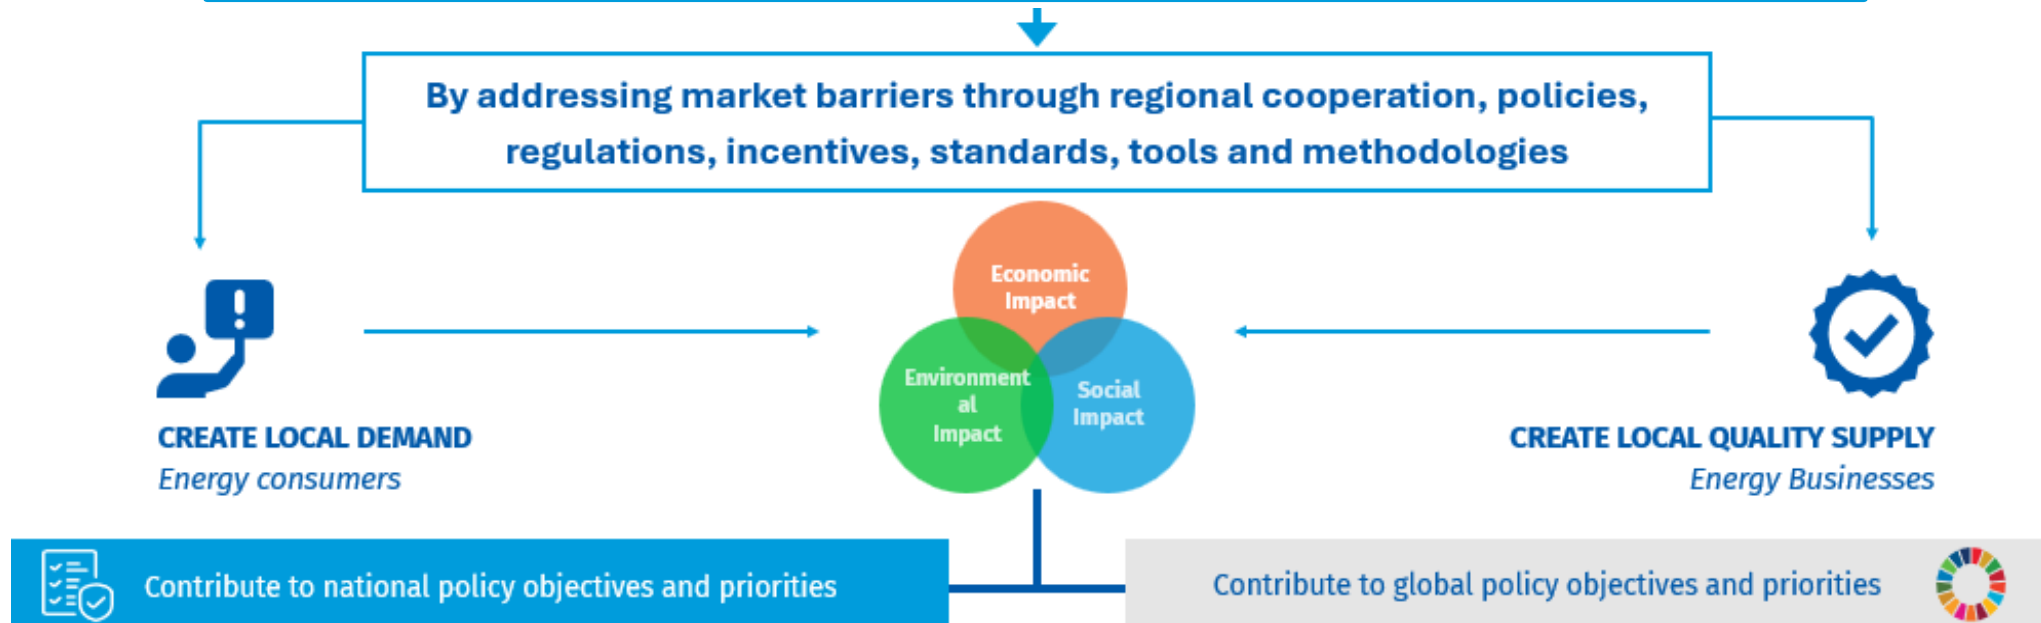 By addressing market barriers through regional cooperation, policies,
regulations, incentives, standards, tools and methodologies
Economic
Impact
Environment
al
Impact
Social
Impact
CREATE LOCAL DEMAND
Energy consumers
CREATE LOCAL QUALITY SUPPLY
Energy Businesses
Contribute to national policy objectives and priorities
Contribute to global policy objectives and priorities